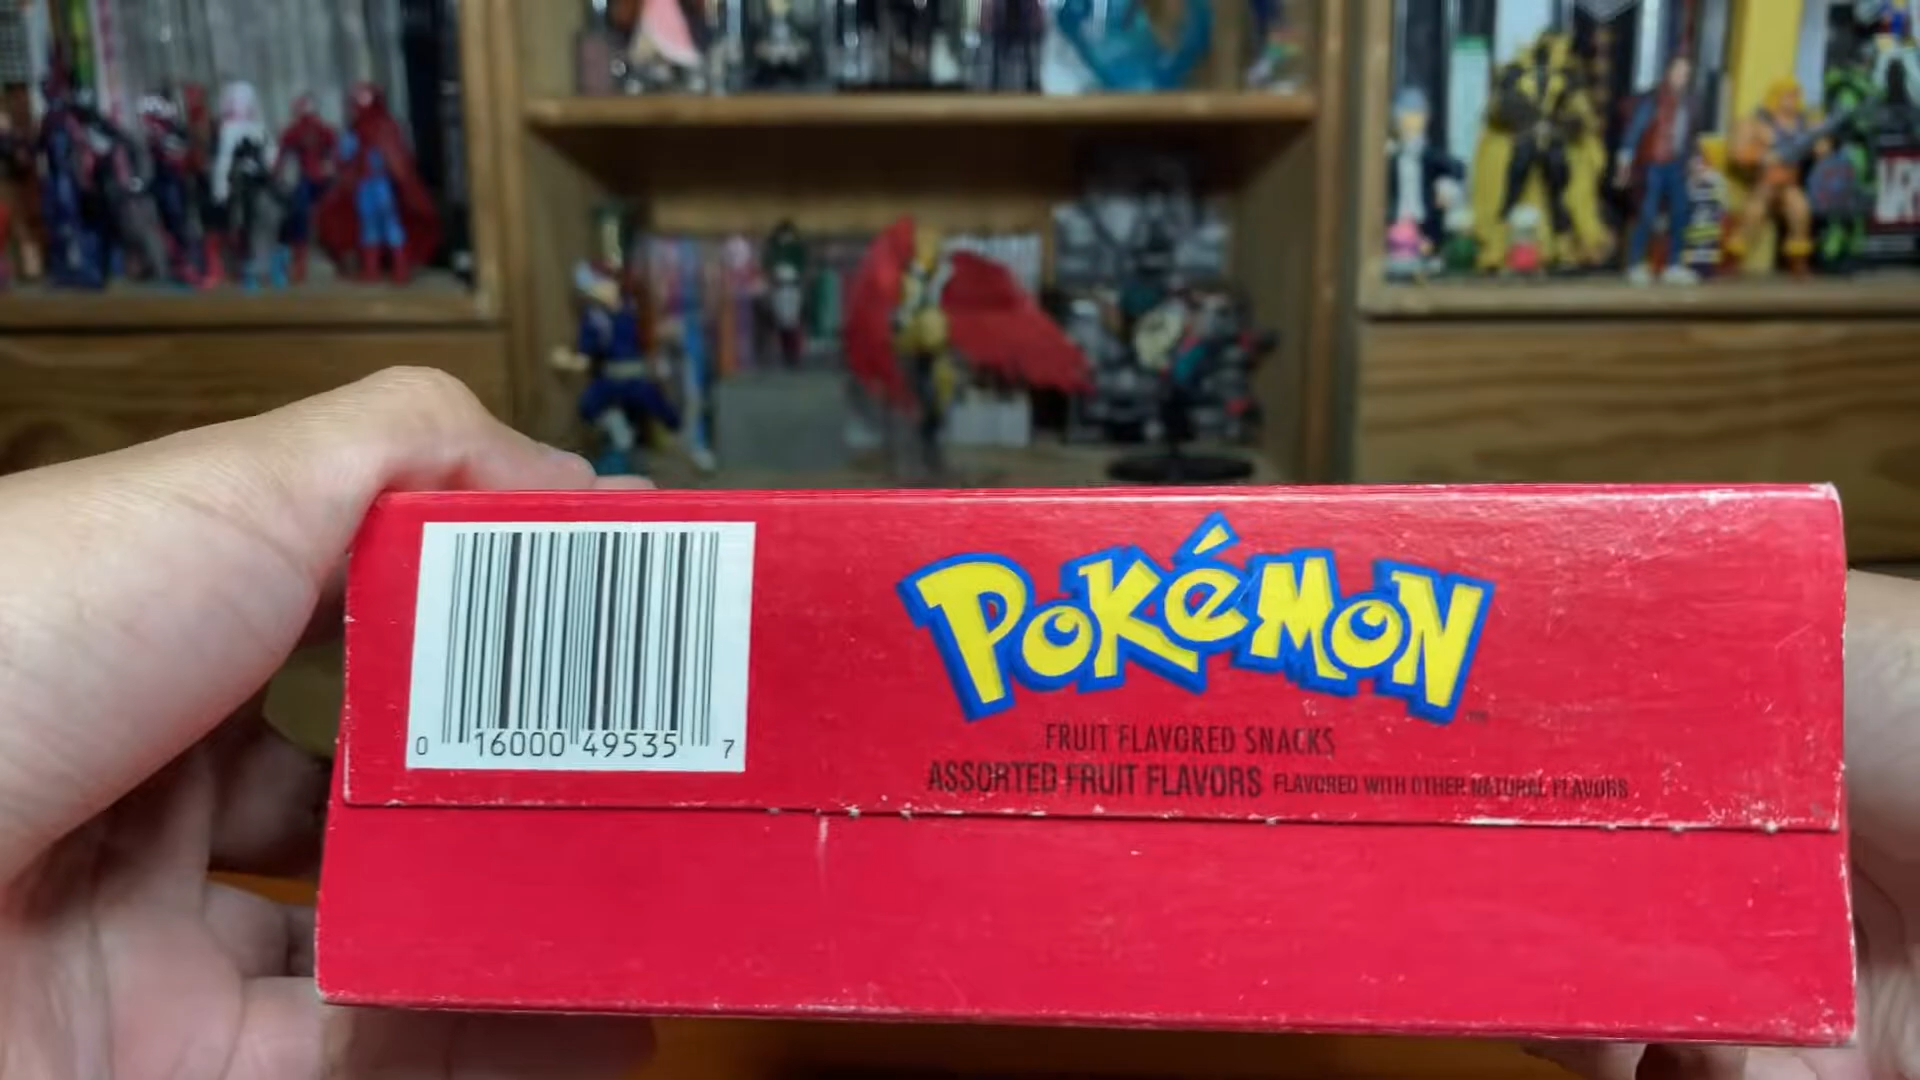 POKéMON
FRUIT FLAVORED SNACKS
ASSORTED FRUIT FLAVORS FLAVORED WITH OTHER NATURAL FLAVORS
0 16000 49535 7